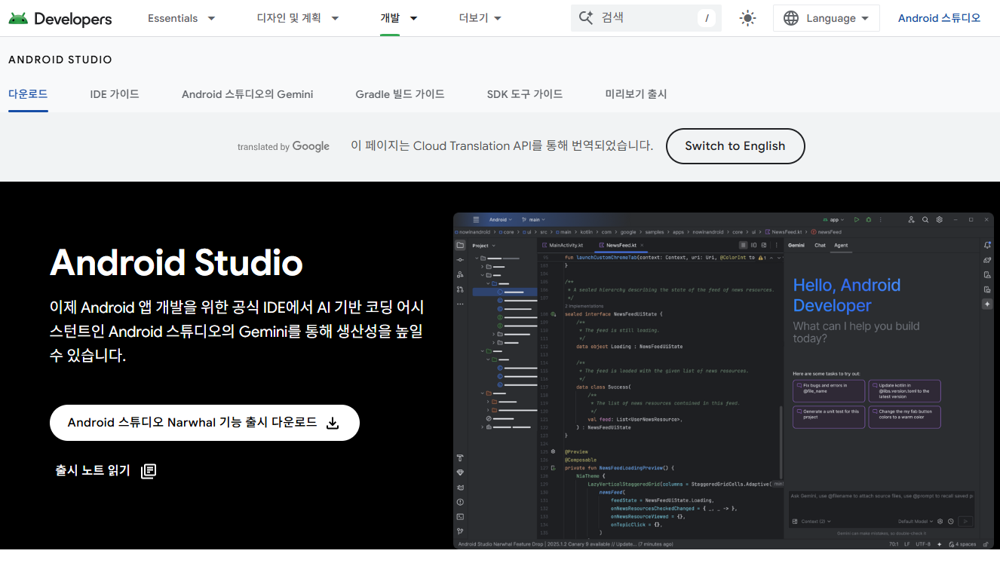 Developers
Essentials
디자인 및 계획
개발
더보기
검색
/
Language
Android 스튜디오
ANDROID STUDIO
다운로드
IDE 가이드
Android 스튜디오의 Gemini
Gradle 빌드 가이드
SDK 도구 가이드
미리보기 출시
translated by Google
이 페이지는 Cloud Translation API를 통해 번역되었습니다.
Switch to English
Android Studio
이제 Android 앱 개발을 위한 공식 IDE에서 AI 기반 코딩 어시
스턴트인 Android 스튜디오의 Gemini를 통해 생산성을 높일
수 있습니다.
Android 스튜디오 Narwhal 기능 출시 다운로드
출시 노트 읽기
Android
main
app
nowinandroid > core > ui > src > main > kotlin > com > google > samples > apps > nowinandroid > core > ui > NewsFeed.kt > newsFeed
Project
MainActivity.kt
NewsFeed.kt
Gemini
Chat
Agent
fun launchCustomChromeTab(context: Context, uri: Uri, @ColorInt to
}
/**
* A sealed hierarchy describing the state of the feed of news resources.
*/
2 implementations
sealed interface NewsFeedUiState {
/**
* The feed is still loading.
*/
data object Loading : NewsFeedUiState
/**
* The feed is loaded with the given list of news resources.
*/
data class Success(
/**
* The list of news resources contained in this feed.
*/
val feed: List<UserNewsResource>,
) : NewsFeedUiState
}
@Preview
@Composable
private fun NewsFeedLoadingPreview() {
NiaTheme {
LazyVerticalStaggeredGrid(columns = StaggeredGridCells.Adaptive(
newsFeed(
feedState = NewsFeedUiState.Loading,
onNewsResourcesCheckedChanged = { _, _ -> },
onNewsResourceViewed = {},
onTopicClick = {},
)
Hello, Android
Developer
What can I help you build
today?
Here are some tasks to try out:
Fix bugs and errors in
@file_name
Update kotlin in
@libs.version.toml to the
latest version
Generate a unit test for this
project
Change the my fab button
colors to a warm color
Ask Gemini, use @filename to attach source files, use @prompt to recall saved p
Context (2)
Default Model
Gemini can make mistakes, so double-check it
Android Studio Narwhal Feature Drop | 2025.1.2 Canary 9 available // Update... (7 minutes ago)
70:1
LF
UTF-8
4 spaces